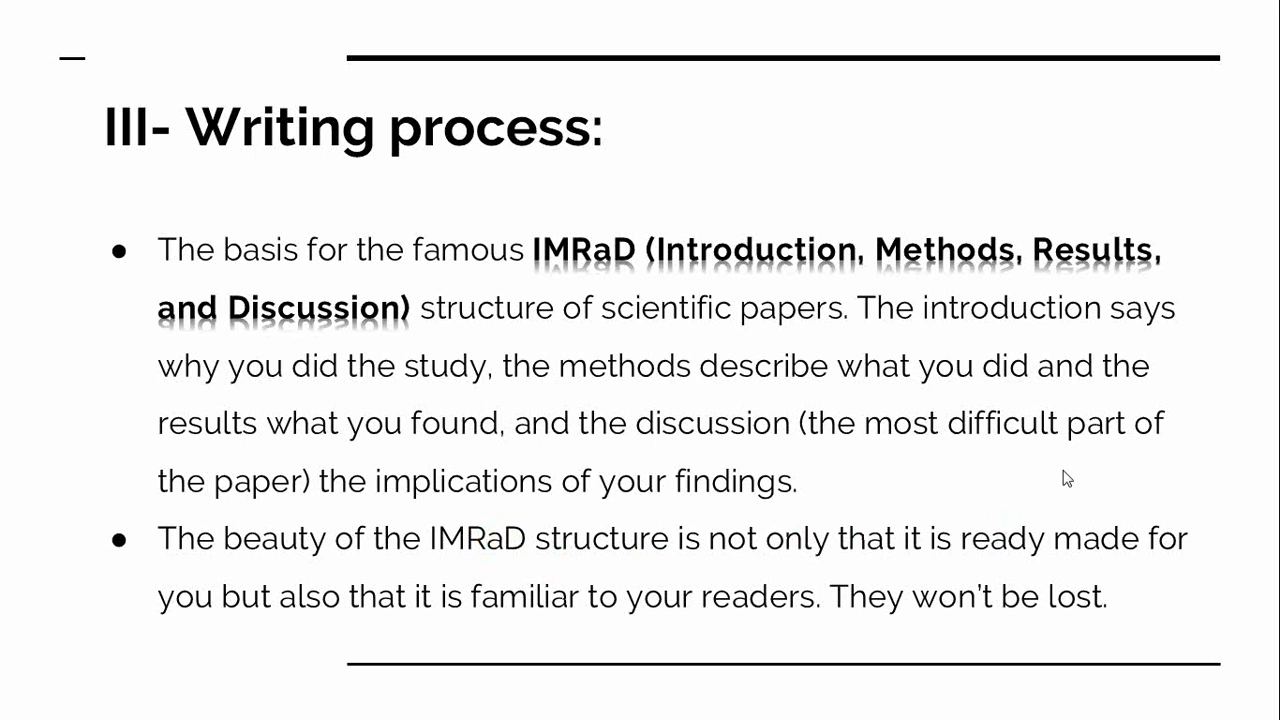 III- Writing process:
● The basis for the famous IMRaD (Introduction, Methods, Results,
and Discussion) structure of scientific papers. The introduction says
why you did the study, the methods describe what you did and the
results what you found, and the discussion (the most difficult part of
the paper) the implications of your findings.
● The beauty of the IMRaD structure is not only that it is ready made for
you but also that it is familiar to your readers. They won’t be lost.